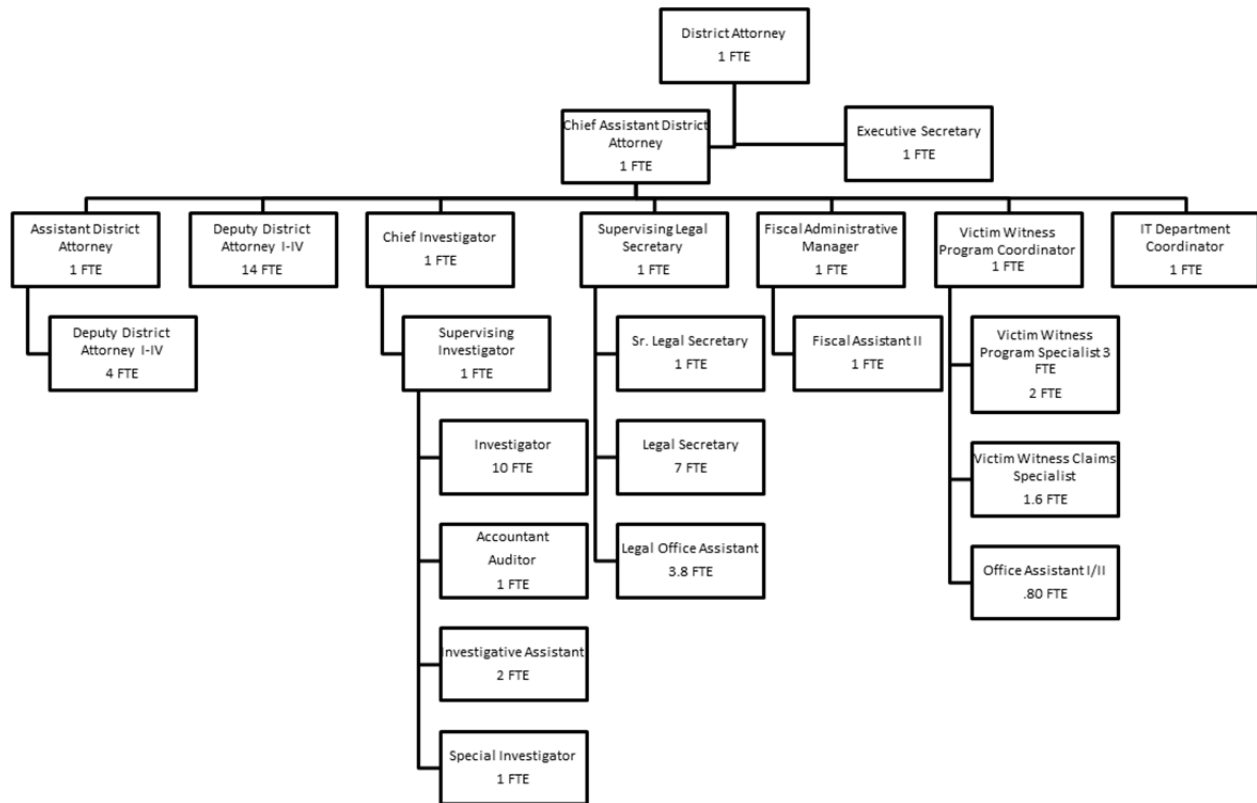 District Attorney
1 FTE
Chief Assistant District
Attorney
1 FTE
Executive Secretary
1 FTE
Assistant District
Attorney
1 FTE
Deputy District
Attorney I-IV
14 FTE
Chief Investigator
1 FTE
Supervising Legal
Secretary
1 FTE
Fiscal Administrative
Manager
1 FTE
Victim Witness
Program Coordinator
1 FTE
IT Department
Coordinator
1 FTE
Deputy District
Attorney I-IV
4 FTE
Supervising
Investigator
1 FTE
Sr. Legal Secretary
1 FTE
Fiscal Assistant II
1 FTE
Victim Witness
Program Specialist 3
FTE
2 FTE
Investigator
10 FTE
Legal Secretary
7 FTE
Victim Witness Claims
Specialist
1.6 FTE
Accountant
Auditor
1 FTE
Legal Office Assistant
3.8 FTE
Office Assistant I/II
.80 FTE
Investigative Assistant
2 FTE
Special Investigator
1 FTE